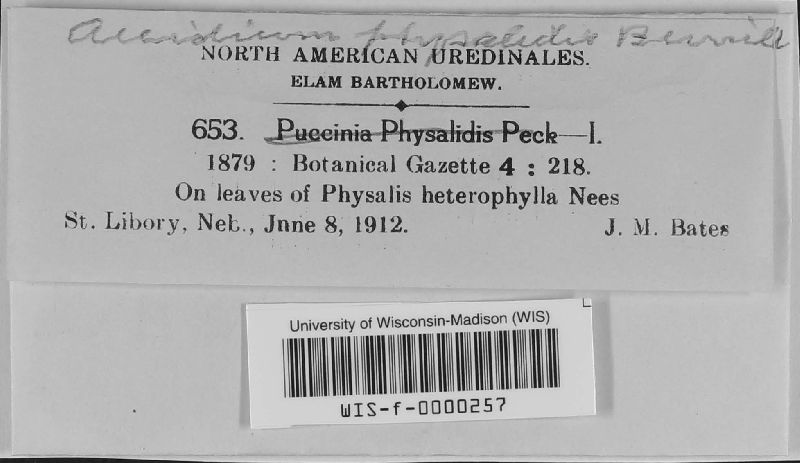 Aecidium physalidis Burrill
NORTH AMERICAN UREDINALES.
ELAM BARTHOLOMEW.
653. Puccinia Physalidis Peck—I.
1879 : Botanical Gazette 4 : 218.
On leaves of Physalis heterophylla Nees
St. Libory, Neb., Jnne 8, 1912. J. M. Bates
University of Wisconsin-Madison (WIS)
WIS-f-0000257